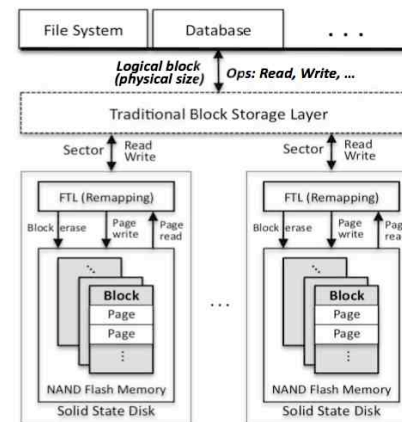 File System
Database
. . .
Logical block
(physical size)
Ops: Read, Write, ...
Traditional Block Storage Layer
Sector
Read
Write
Sector
Read
Write
FTL (Remapping)
Block erase
Page
write
Page
read
Block
Page
Page
NAND Flash Memory
Solid State Disk
...
FTL (Remapping)
Block erase
Page
write
Page
read
Block
Page
Page
NAND Flash Memory
Solid State Disk